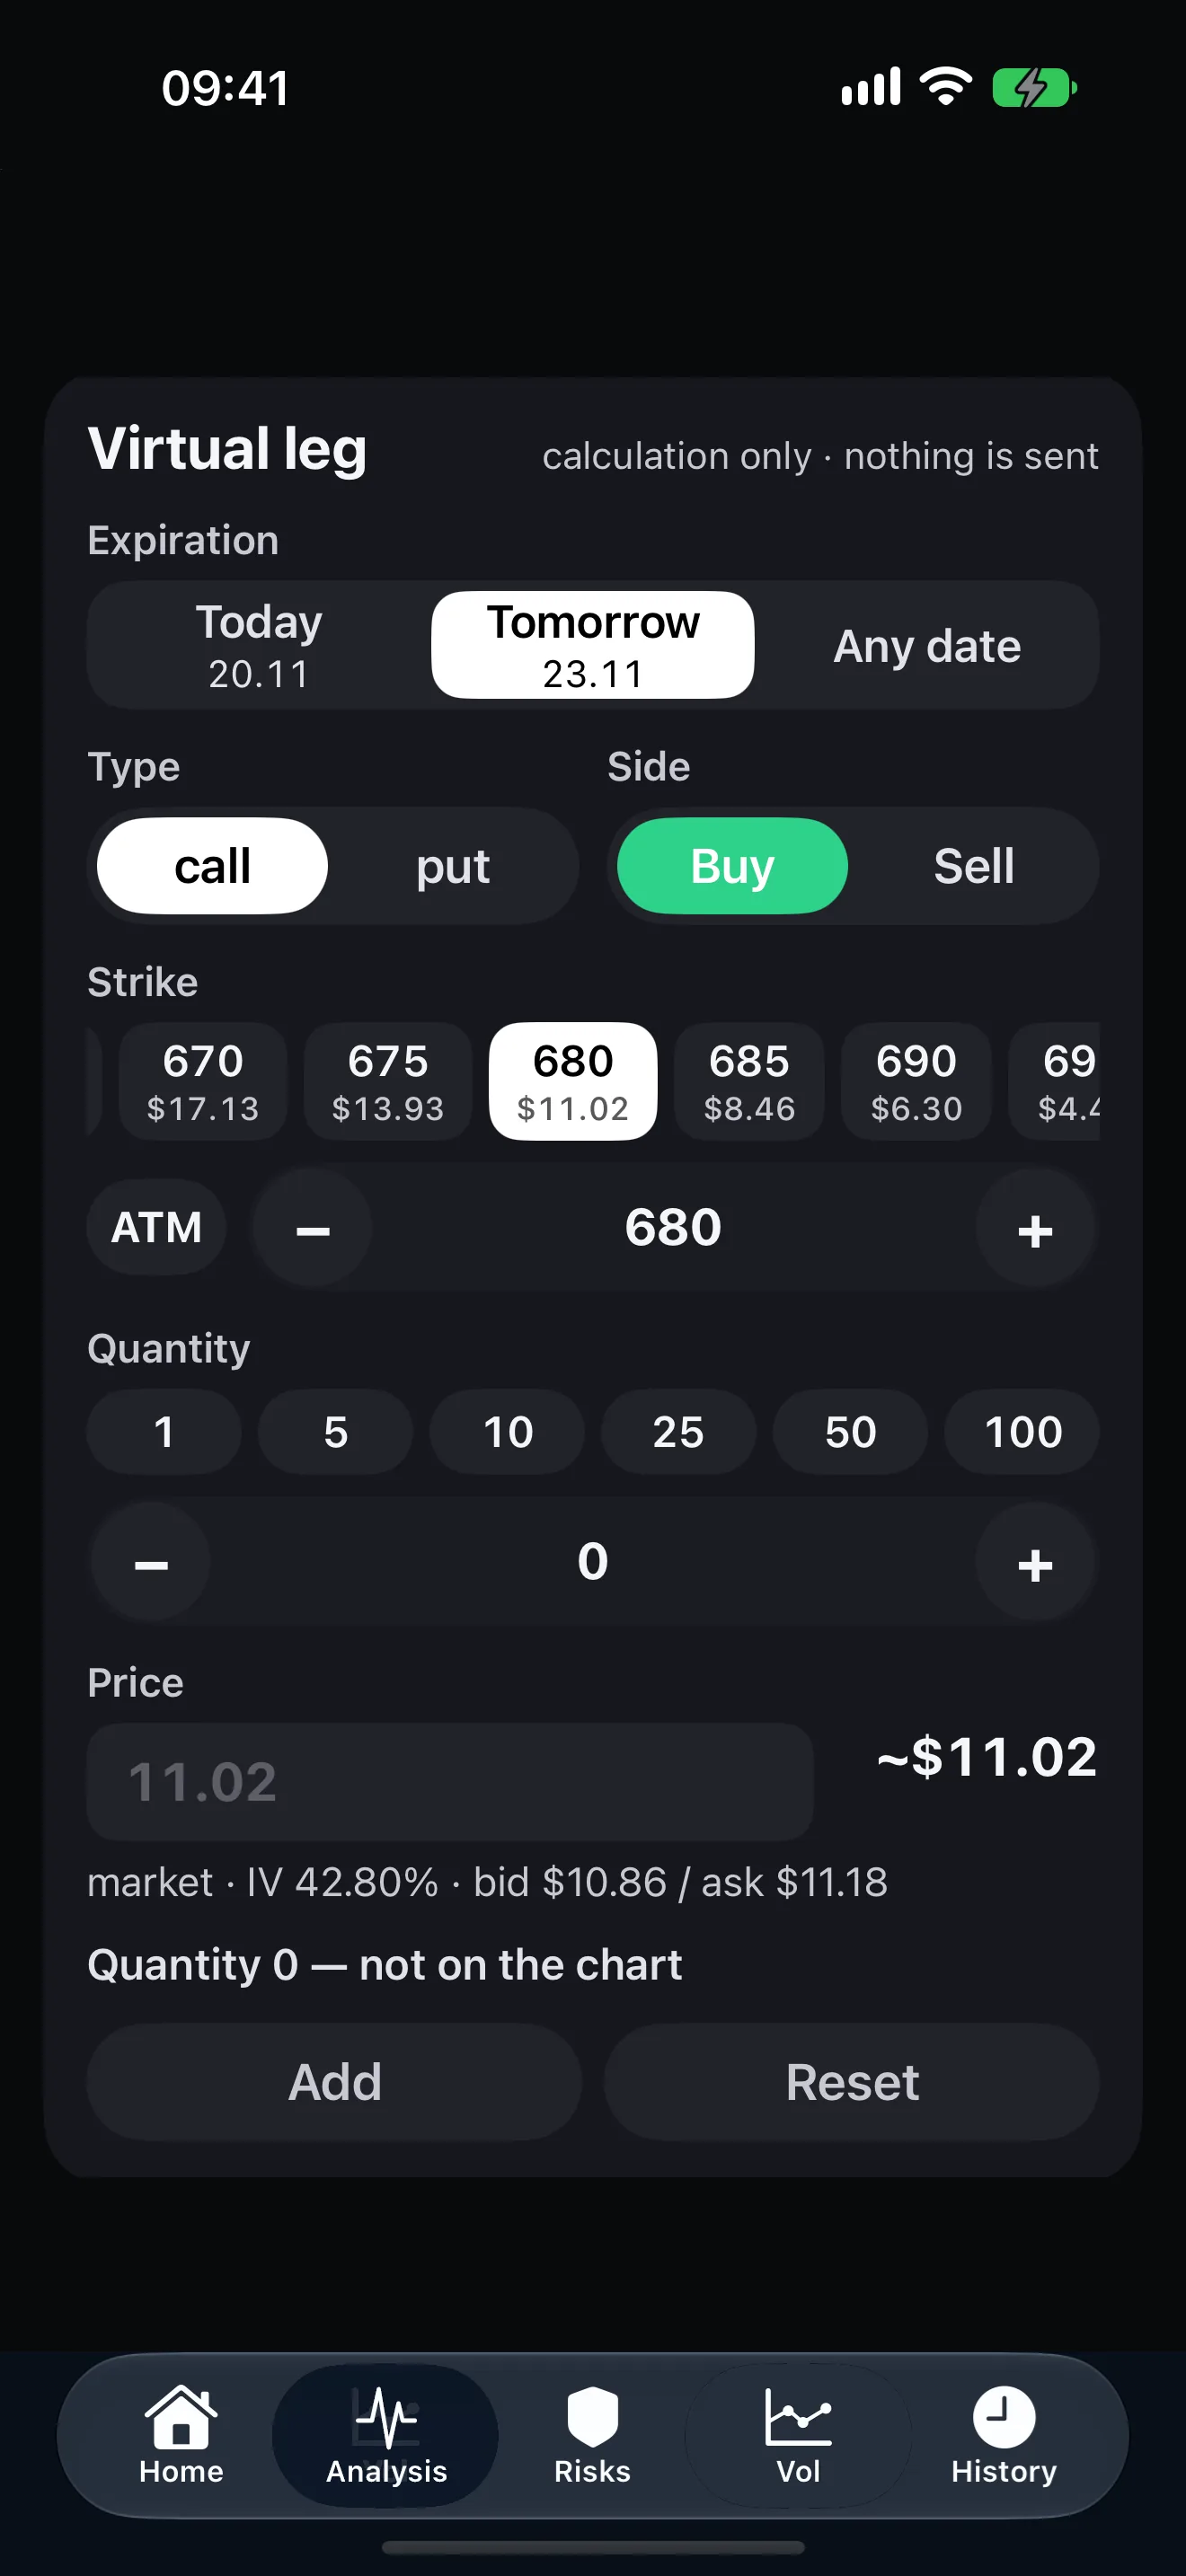 09:41
Virtual leg
calculation only · nothing is sent
Expiration
Today Tomorrow Any date
20.11 23.11
Type Side
call put Buy Sell
Strike
670 675 680 685 690 69
$17.13 $13.93 $11.02 $8.46 $6.30 $4.4
ATM − 680 +
Quantity
1 5 10 25 50 100
− 0 +
Price
11.02 ~$11.02
market · IV 42.80% · bid $10.86 / ask $11.18
Quantity 0 — not on the chart
Add Reset
Home Analysis Risks Vol History